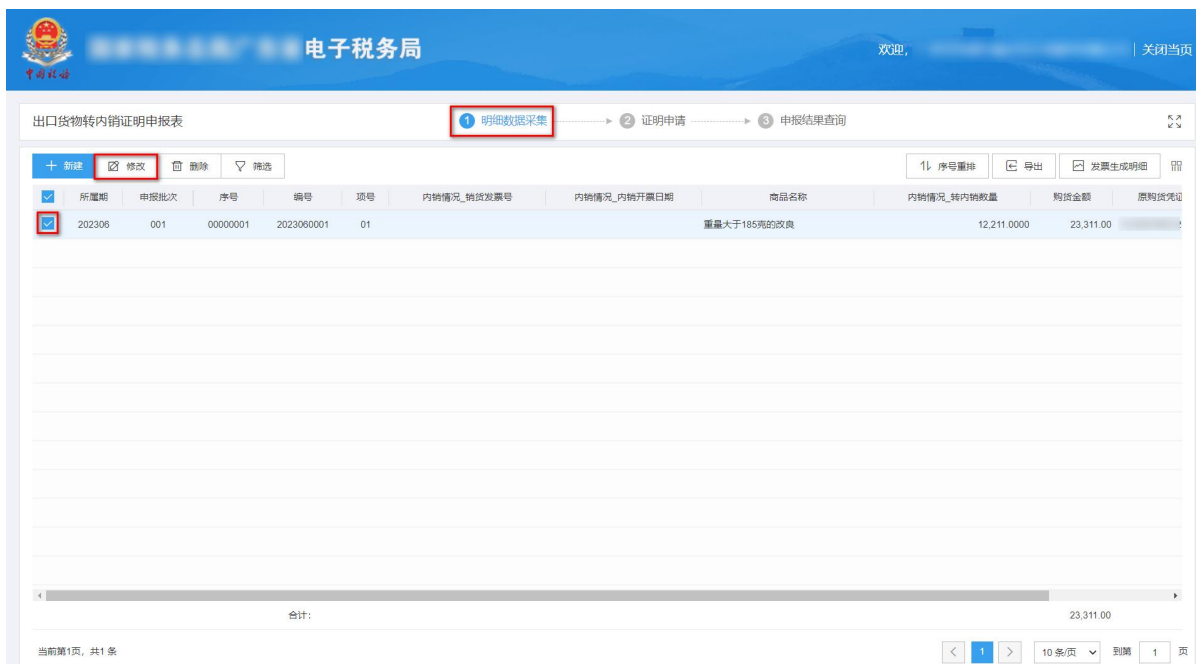 中国税务
电子税务局
欢迎,
关闭当页
出口货物转内销证明申报表
1 明细数据采集 2 证明申请 3 申报结果查询
新建 修改 删除 筛选 序号重排 导出 发票生成明细
所属期 申报批次 序号 编号 项号 内销情况_销货发票号 内销情况_内销开票日期 商品名称 内销情况_转内销数量 购货金额 原购货凭证
202306 001 00000001 2023060001 01 重量大于185克的改良 12,211.0000 23,311.00
合计: 23,311.00
当前第1页, 共1 条 1 10 条/页 到第 1 页